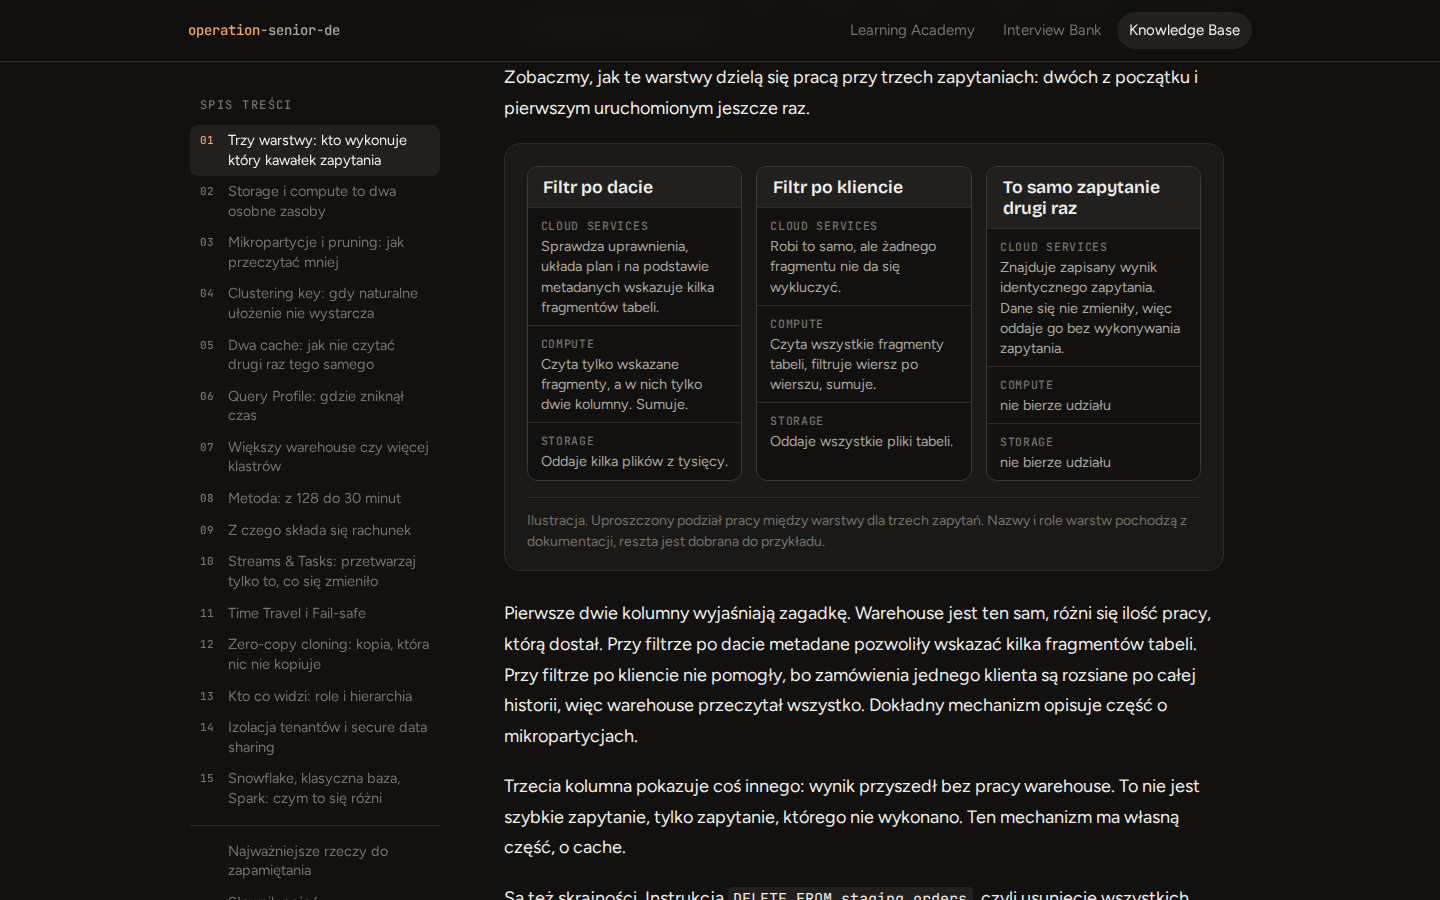 operation-senior-de
Learning Academy
Interview Bank
Knowledge Base
SPIS TREŚCI
01 Trzy warstwy: kto wykonuje
który kawałek zapytania
02 Storage i compute to dwa
osobne zasoby
03 Mikropartycje i pruning: jak
przeczytać mniej
04 Clustering key: gdy naturalne
ułożenie nie wystarcza
05 Dwa cache: jak nie czytać
drugi raz tego samego
06 Query Profile: gdzie zniknął
czas
07 Większy warehouse czy więcej
klastrów
08 Metoda: z 128 do 30 minut
09 Z czego składa się rachunek
10 Streams & Tasks: przetwarzaj
tylko to, co się zmieniło
11 Time Travel i Fail-safe
12 Zero-copy cloning: kopia, która
nic nie kopiuje
13 Kto co widzi: role i hierarchia
14 Izolacja tenantów i secure data
sharing
15 Snowflake, klasyczna baza,
Spark: czym to się różni
Najważniejsze rzeczy do
zapamiętania
Zobaczmy, jak te warstwy dzielą się pracą przy trzech zapytaniach: dwóch z początku i
pierwszym uruchomionym jeszcze raz.
Filtr po dacie
CLOUD SERVICES
Sprawdza uprawnienia,
układa plan i na podstawie
metadanych wskazuje kilka
fragmentów tabeli.
COMPUTE
Czyta tylko wskazane
fragmenty, a w nich tylko
dwie kolumny. Sumuje.
STORAGE
Oddaje kilka plików z tysięcy.
Filtr po kliencie
CLOUD SERVICES
Robi to samo, ale żadnego
fragmentu nie da się
wykluczyć.
COMPUTE
Czyta wszystkie fragmenty
tabeli, filtruje wiersz po
wierszu, sumuje.
STORAGE
Oddaje wszystkie pliki tabeli.
To samo zapytanie
drugi raz
CLOUD SERVICES
Znajduje zapisany wynik
identycznego zapytania.
Dane się nie zmieniły, więc
oddaje go bez wykonywania
zapytania.
COMPUTE
nie bierze udziału
STORAGE
nie bierze udziału
Ilustracja. Uproszczony podział pracy między warstwy dla trzech zapytań. Nazwy i role warstw pochodzą z
dokumentacji, reszta jest dobrana do przykładu.
Pierwsze dwie kolumny wyjaśniają zagadkę. Warehouse jest ten sam, różni się ilość pracy,
którą dostał. Przy filtrze po dacie metadane pozwoliły wskazać kilka fragmentów tabeli.
Przy filtrze po kliencie nie pomogły, bo zamówienia jednego klienta są rozsiane po całej
historii, więc warehouse przeczytał wszystko. Dokładny mechanizm opisuje część o
mikropartycjach.
Trzecia kolumna pokazuje coś innego: wynik przyszedł bez pracy warehouse. To nie jest
szybkie zapytanie, tylko zapytanie, którego nie wykonano. Ten mechanizm ma własną
część, o cache.
Są też skrajności. Instrukcja DELETE FROM staging.orders, czyli usunięcie wszystkich